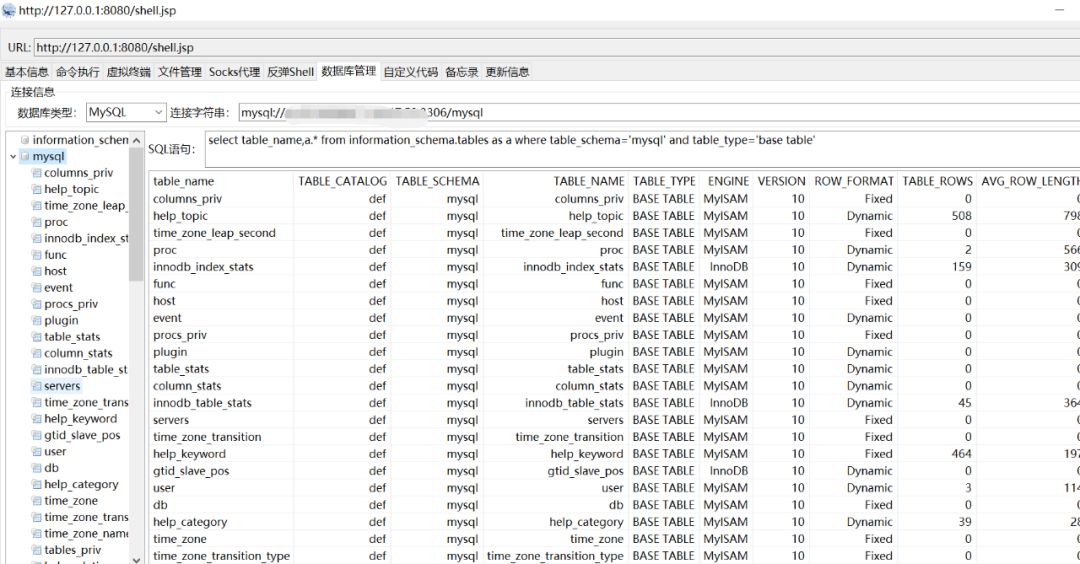 http://127.0.0.1:8080/shell.jsp
URL: http://127.0.0.1:8080/shell.jsp
基本信息 命令执行 虚拟终端 文件管理 Socks代理 反弹Shell 数据库管理 自定义代码 备忘录 更新信息
连接信息
数据库类型: MySQL 连接字符串: mysql:// 306/mysql
information_schem
mysql
columns_priv
help_topic
time_zone_leap_
proc
innodb_index_st
func
host
event
procs_priv
plugin
table_stats
column_stats
innodb_table_st
servers
time_zone_trans
help_keyword
gtid_slave_pos
user
db
help_category
time_zone
time_zone_trans
time_zone_name
tables_priv
SQL语句: select table_name,a.* from information_schema.tables as a where table_schema='mysql' and table_type='base table'
table_name TABLE_CATALOG TABLE_SCHEMA TABLE_NAME TABLE_TYPE ENGINE VERSION ROW_FORMAT TABLE_ROWS AVG_ROW_LENGTH
columns_priv def mysql columns_priv BASE TABLE MyISAM 10 Fixed 0 0
help_topic def mysql help_topic BASE TABLE MyISAM 10 Dynamic 508 798
time_zone_leap_second def mysql time_zone_leap_second BASE TABLE MyISAM 10 Fixed 0 0
proc def mysql proc BASE TABLE MyISAM 10 Dynamic 2 566
innodb_index_stats def mysql innodb_index_stats BASE TABLE InnoDB 10 Dynamic 159 309
func def mysql func BASE TABLE MyISAM 10 Fixed 0 0
host def mysql host BASE TABLE MyISAM 10 Fixed 0 0
event def mysql event BASE TABLE MyISAM 10 Dynamic 0 0
procs_priv def mysql procs_priv BASE TABLE MyISAM 10 Fixed 0 0
plugin def mysql plugin BASE TABLE MyISAM 10 Dynamic 0 0
table_stats def mysql table_stats BASE TABLE MyISAM 10 Dynamic 0 0
column_stats def mysql column_stats BASE TABLE MyISAM 10 Dynamic 0 0
innodb_table_stats def mysql innodb_table_stats BASE TABLE InnoDB 10 Dynamic 45 364
servers def mysql servers BASE TABLE MyISAM 10 Fixed 0 0
time_zone_transition def mysql time_zone_transition BASE TABLE MyISAM 10 Fixed 0 0
help_keyword def mysql help_keyword BASE TABLE MyISAM 10 Fixed 464 197
gtid_slave_pos def mysql gtid_slave_pos BASE TABLE InnoDB 10 Dynamic 0 0
user def mysql user BASE TABLE MyISAM 10 Dynamic 3 114
db def mysql db BASE TABLE MyISAM 10 Fixed 0 0
help_category def mysql help_category BASE TABLE MyISAM 10 Dynamic 39 28
time_zone def mysql time_zone BASE TABLE MyISAM 10 Fixed 0 0
time_zone_transition_type def mysql time_zone_transition_type BASE TABLE MyISAM 10 Fixed 0 0